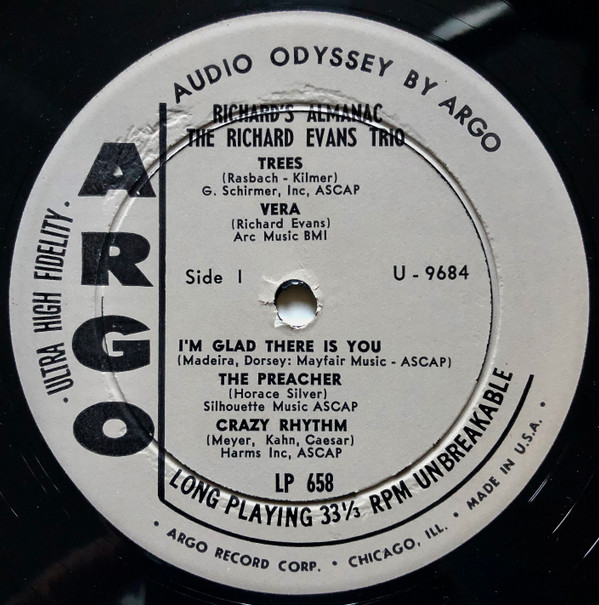 AUDIO ODYSSEY BY ARGO
RICHARD'S ALMANAC
THE RICHARD EVANS TRIO
TREES
(Rasbach - Kilmer)
G. Schirmer, Inc, ASCAP
VERA
(Richard Evans)
Arc Music BMI
ARGO
· ULTRA HIGH FIDELITY ·
Side 1
U - 9684
I'M GLAD THERE IS YOU
(Madeira, Dorsey: Mayfair Music - ASCAP)
THE PREACHER
(Horace Silver)
Silhouette Music ASCAP
CRAZY RHYTHM
(Meyer, Kahn, Caesar)
Harms Inc, ASCAP
LP 658
LONG PLAYING 33⅓ RPM UNBREAKABLE
• ARGO RECORD CORP. • CHICAGO, ILL. • MADE IN U.S.A. •